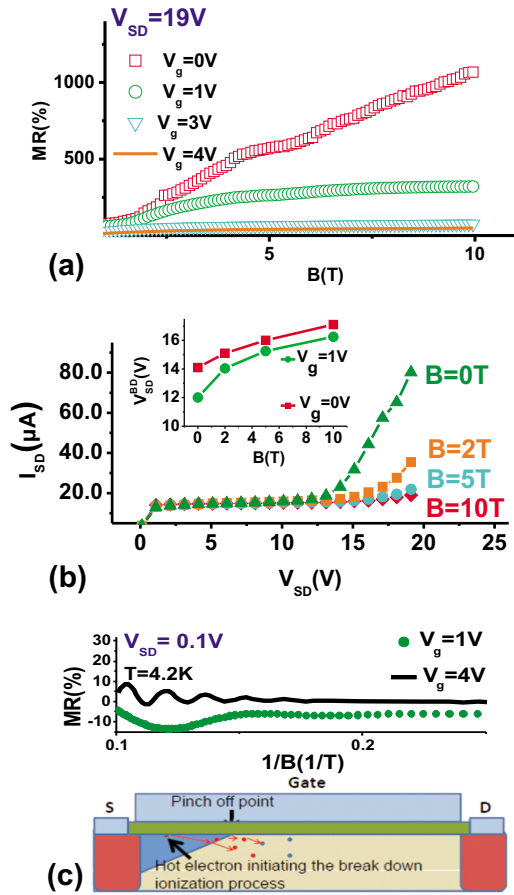 V_SD=19V
V_g=0V
V_g=1V
V_g=3V
V_g=4V
1000
500
MR(%)
5
10
B(T)
(a)
16
14
12
10
V_SD^BD(V)
0
2
4
6
8
10
B(T)
V_g=1V
V_g=0V
80.0
60.0
40.0
20.0
I_SD(µA)
B=0T
B=2T
B=5T
B=10T
0
5
10
15
20
25
V_SD(V)
(b)
V_SD= 0.1V
T=4.2K
V_g=1V
V_g=4V
30
20
10
0
-10
MR(%)
0.1
0.2
1/B(1/T)
Gate
S
Pinch off point
D
Hot electron initiating the break down
ionization process
(c)